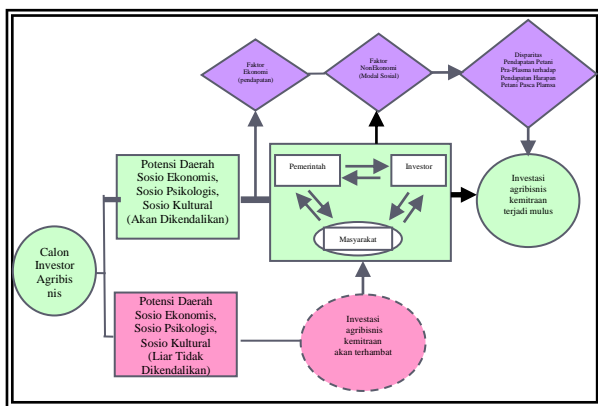 Faktor
Ekonomi
(pendapatan)
Faktor
NonEkonomi
(Modal Sosial)
Disparitas
Pendapatan Petani
Pra-Plasma terhadap
Pendapatan Harapan
Petani Pasca Plamsa
Potensi Daerah
Sosio Ekonomis,
Sosio Psikologis,
Sosio Kultural
(Akan Dikendalikan)
Pemerintah
Investor
Masyarakat
Investasi
agribisnis
kemitraan
terjadi mulus
Calon
Investor
Agribis
nis
Potensi Daerah
Sosio Ekonomis,
Sosio Psikologis,
Sosio Kultural
(Liar Tidak
Dikendalikan)
Investasi
agribisnis
kemitraan
akan terhambat